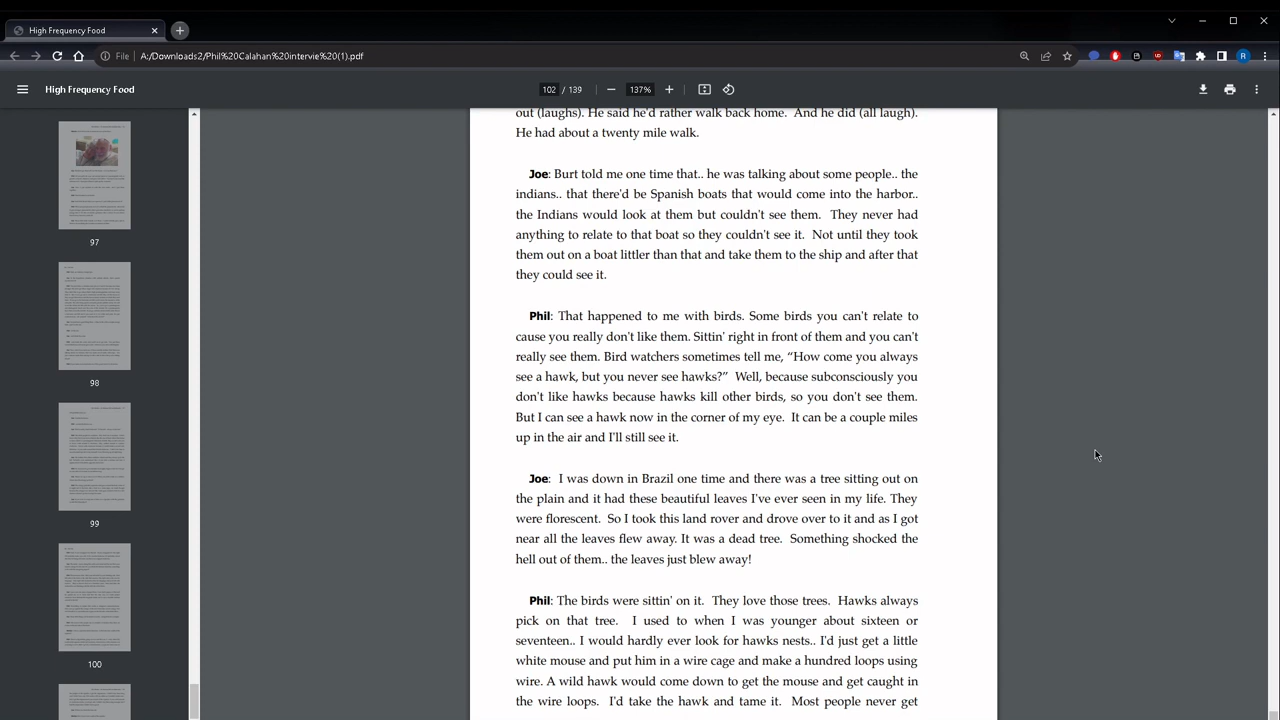 High Frequency Food
File
A:/Downloads2/Phil%20Calahan%20intervie%20(1).pdf
R
High Frequency Food
102 / 139
137%
97
98
99
100
out (laughs). He said he'd rather walk back home. And he did (all laugh).
He had about a twenty mile walk.
Joe: Burt told me one time that.. he was talking about some people.. the
the Indians would look at them but couldn't see them. They never had
anything to relate to that boat so they couldn't see it. Not until they took
them out on a boat littler than that and take them to the ship and after that
they could see it.
Phil: That happened to me with birds. Some birds you can't relate to
cause you really don't like them. Sittin' right in front of them and you can't
really see them. Bird watchers sometimes tell me, “How come you always
see a hawk, but you never see hawks?” Well, because subconsciously you
don't like hawks because hawks kill other birds, so you don't see them.
But I can see a hawk now in the corner of my eye. It can be a couple miles
up in the air and I'll still see it.
I was down in Brazil one time and there was a tree sitting out on
the plain and it had these beautiful leaves I've ever seen in my life. They
were florescent. So I took this land rover and drove over to it and as I got
near all the leaves flew away. It was a dead tree. Something shocked the
out of them.. the leaves just blew away!
Phil: The birds were sittin' on it. They love those trees. Hawks always
pick on that tree. I used to when I was younger about sixteen or
I would hardly ever look for hawk nests.. I'd just get a little
white mouse and put him in a wire cage and make a hundred loops using
wire. A wild hawk would come down to get the mouse and get caught in
the wire loops. I'd take the hawk and tame it. Most people never get